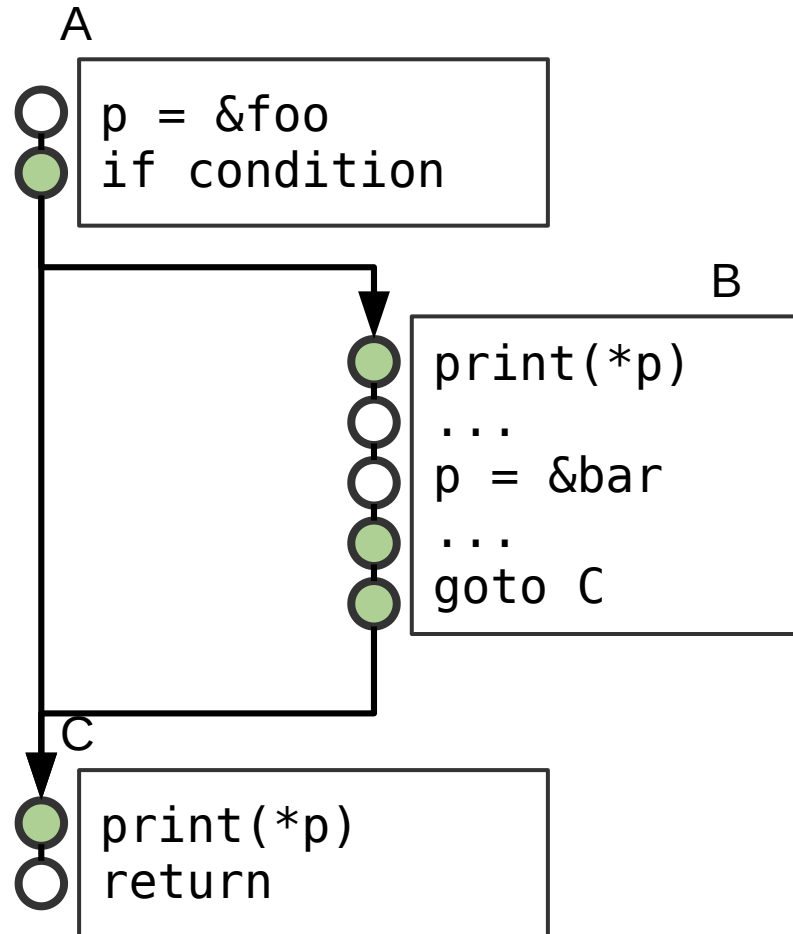 A
p = &foo
if condition
B
print(*p)
...
p = &bar
...
goto C
C
print(*p)
return